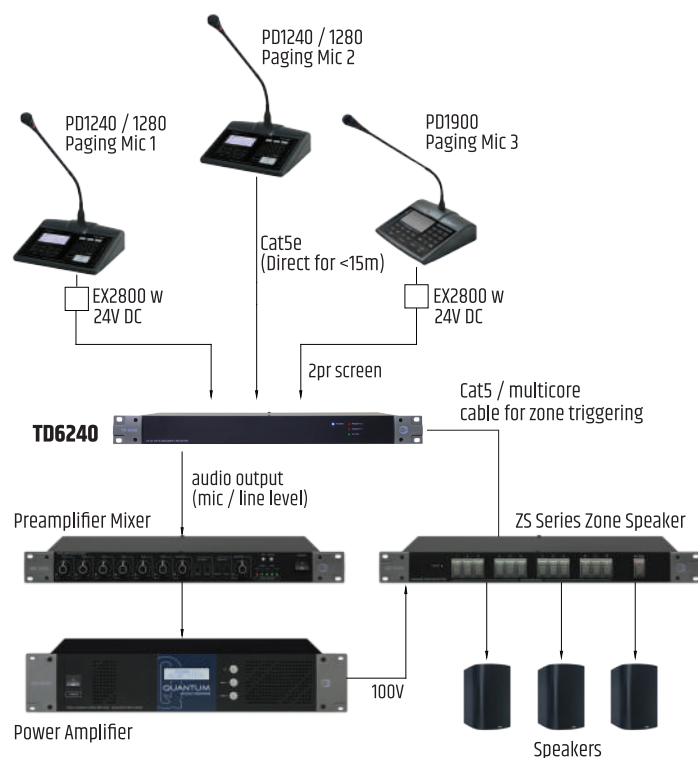 PD1240 / 1280
Paging Mic 2
PD1240 / 1280
Paging Mic 1
PD1900
Paging Mic 3
Cat5e
(Direct for <15m)
EX2800 w
24V DC
EX2800 w
24V DC
2pr screen
Cat5 / multicore
cable for zone triggering
TD6240
audio output
(mic / line level)
Preamplifier Mixer
ZS Series Zone Speaker
QUANTUM
100V
Power Amplifier
Speakers